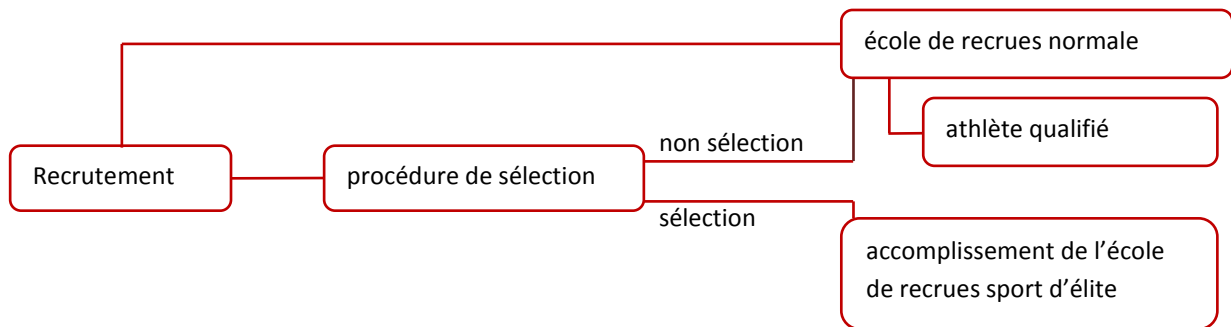 école de recrues normale
athlète qualifié
non sélection
Recrutement
procédure de sélection
sélection
accomplissement de l’école
de recrues sport d’élite